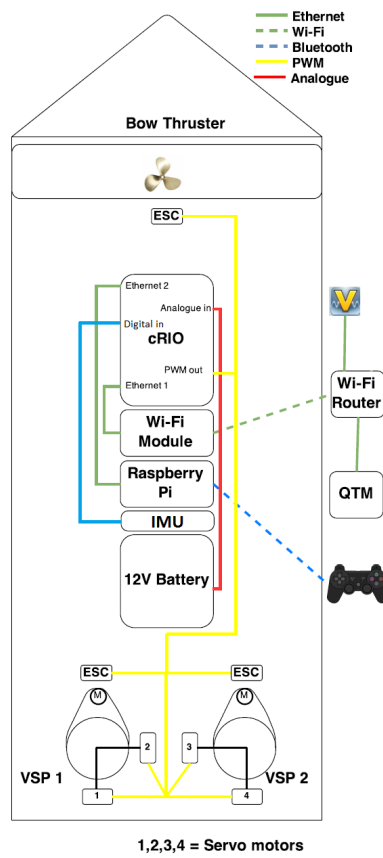 Ethernet
Wi-Fi
Bluetooth
PWM
Analogue
Bow Thruster
ESC
Ethernet 2
Analogue in
Digital in
cRIO
PWM out
Ethernet 1
V
Wi-Fi
Router
Wi-Fi
Module
Raspberry
Pi
QTM
IMU
12V Battery
ESC
ESC
M
M
2
3
VSP 1
VSP 2
1
4
1,2,3,4 = Servo motors